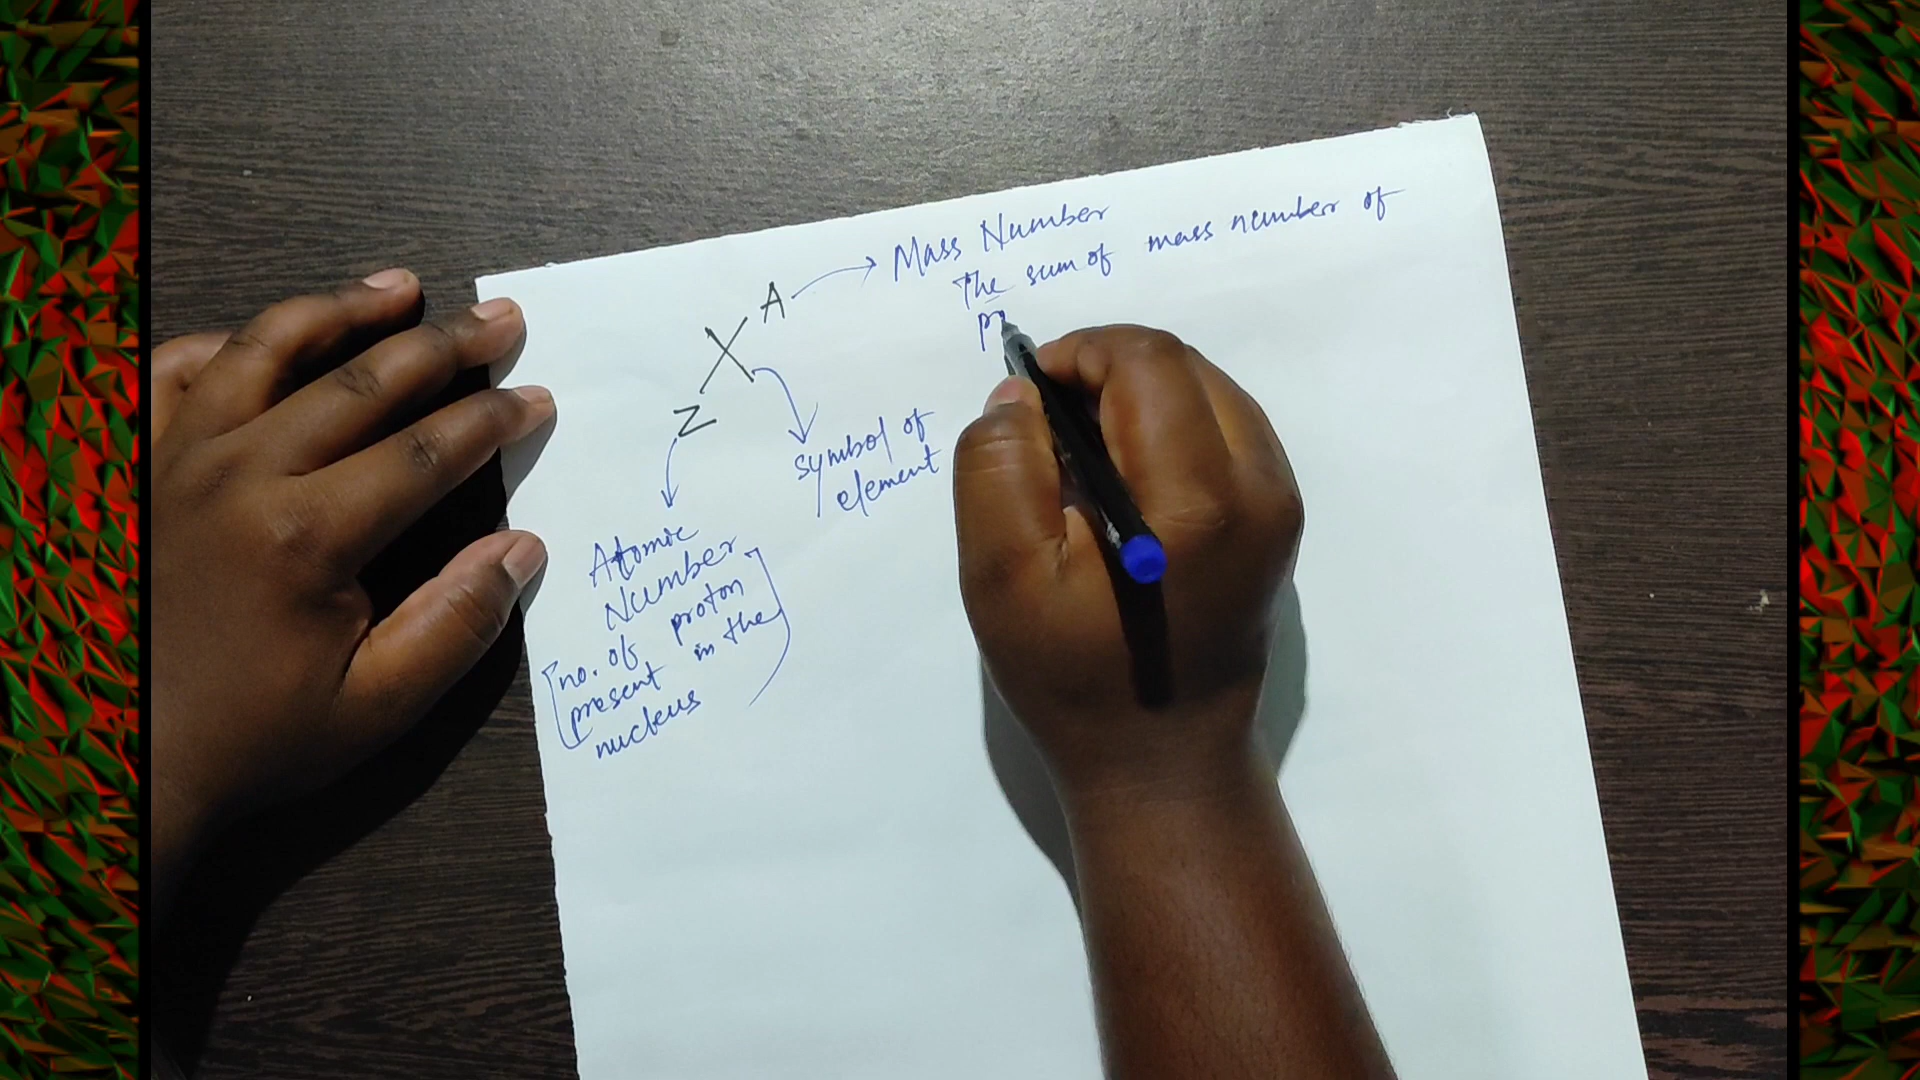 A → Mass Number
The sum of mass number of
pr
X
Z
symbol of
element
Atomic
Number
[no. of proton
present in the
nucleus]